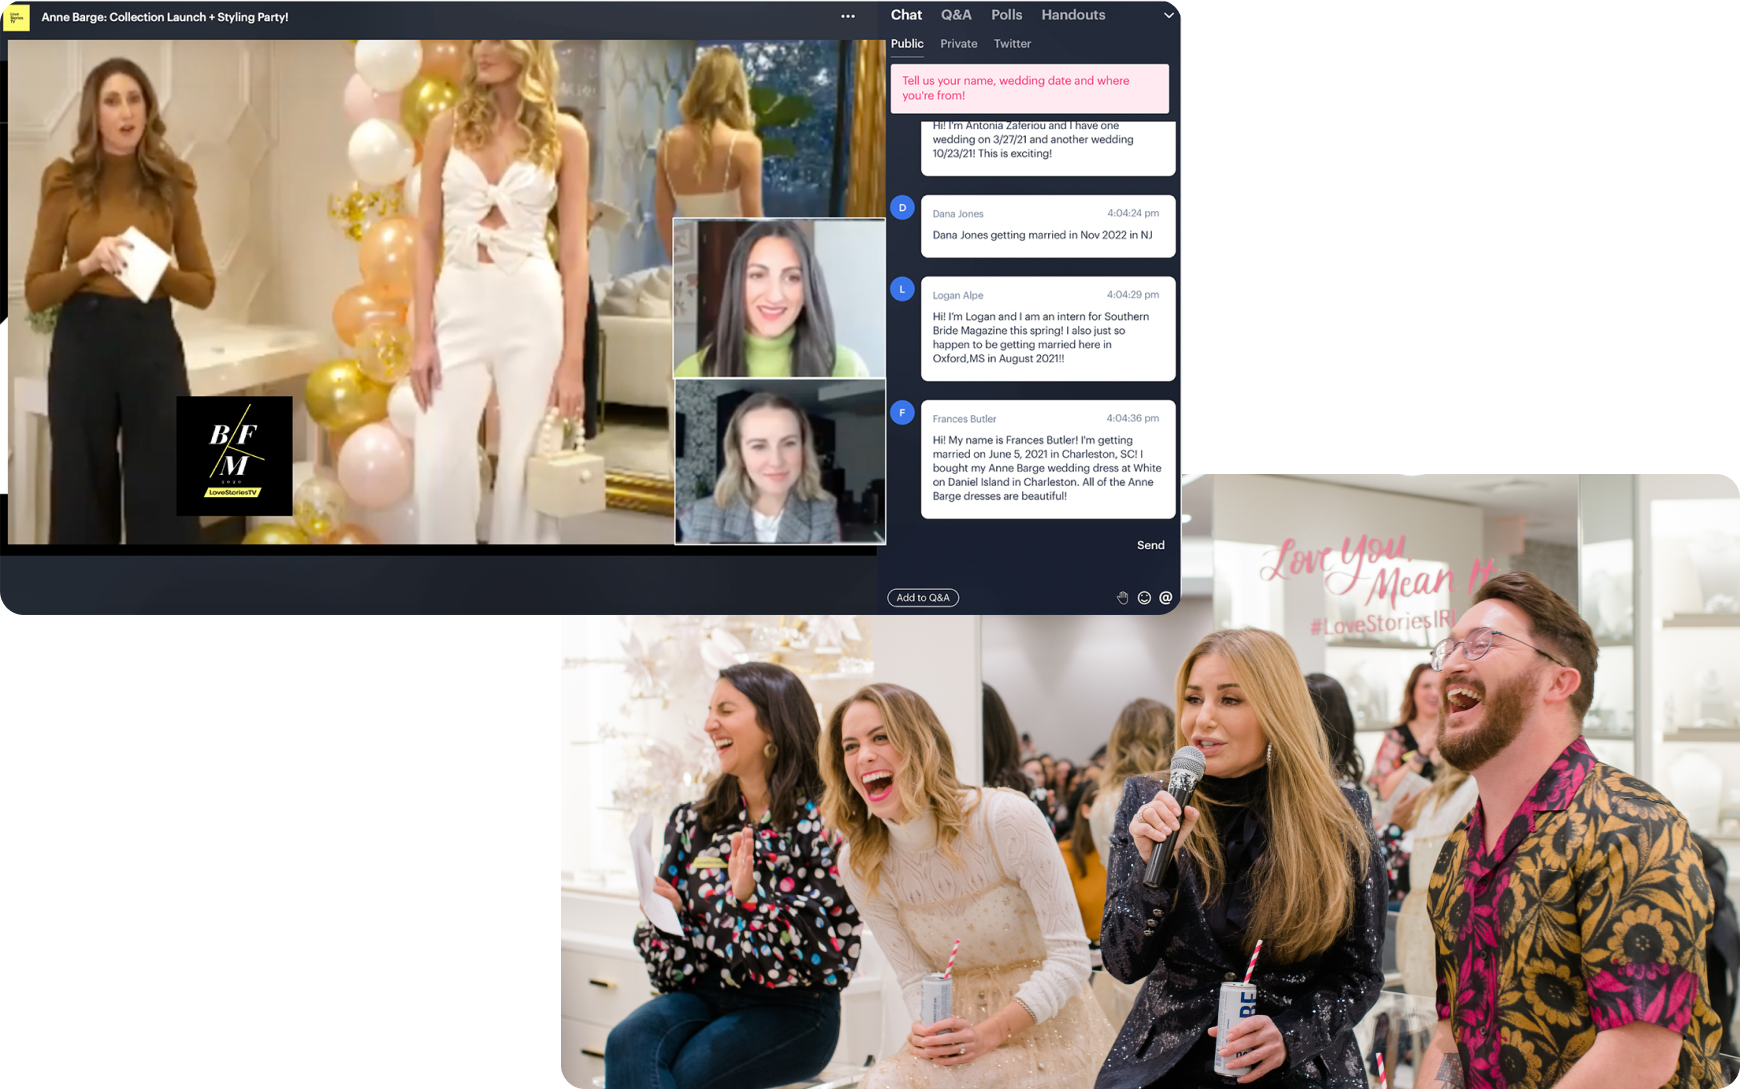 Love
Stories
TV
Anne Barge: Collection Launch + Styling Party!
B/F
M
2020
LoveStoriesTV
Chat Q&A Polls Handouts
Public Private Twitter
Tell us your name, wedding date and where
you're from!
Hi! I'm Antonia Zaferiou and I have one
wedding on 3/27/21 and another wedding
10/23/21! This is exciting!
D
Dana Jones 4:04:24 pm
Dana Jones getting married in Nov 2022 in NJ
L
Logan Alpe 4:04:29 pm
Hi! I'm Logan and I am an intern for Southern
Bride Magazine this spring! I also just so
happen to be getting married here in
Oxford,MS in August 2021!!
F
Frances Butler 4:04:36 pm
Hi! My name is Frances Butler! I'm getting
married on June 5, 2021 in Charleston, SC! I
bought my Anne Barge wedding dress at White
on Daniel Island in Charleston. All of the Anne
Barge dresses are beautiful!
Send
Add to Q&A @
Love You,
Mean It
#LoveStoriesIRL
BE